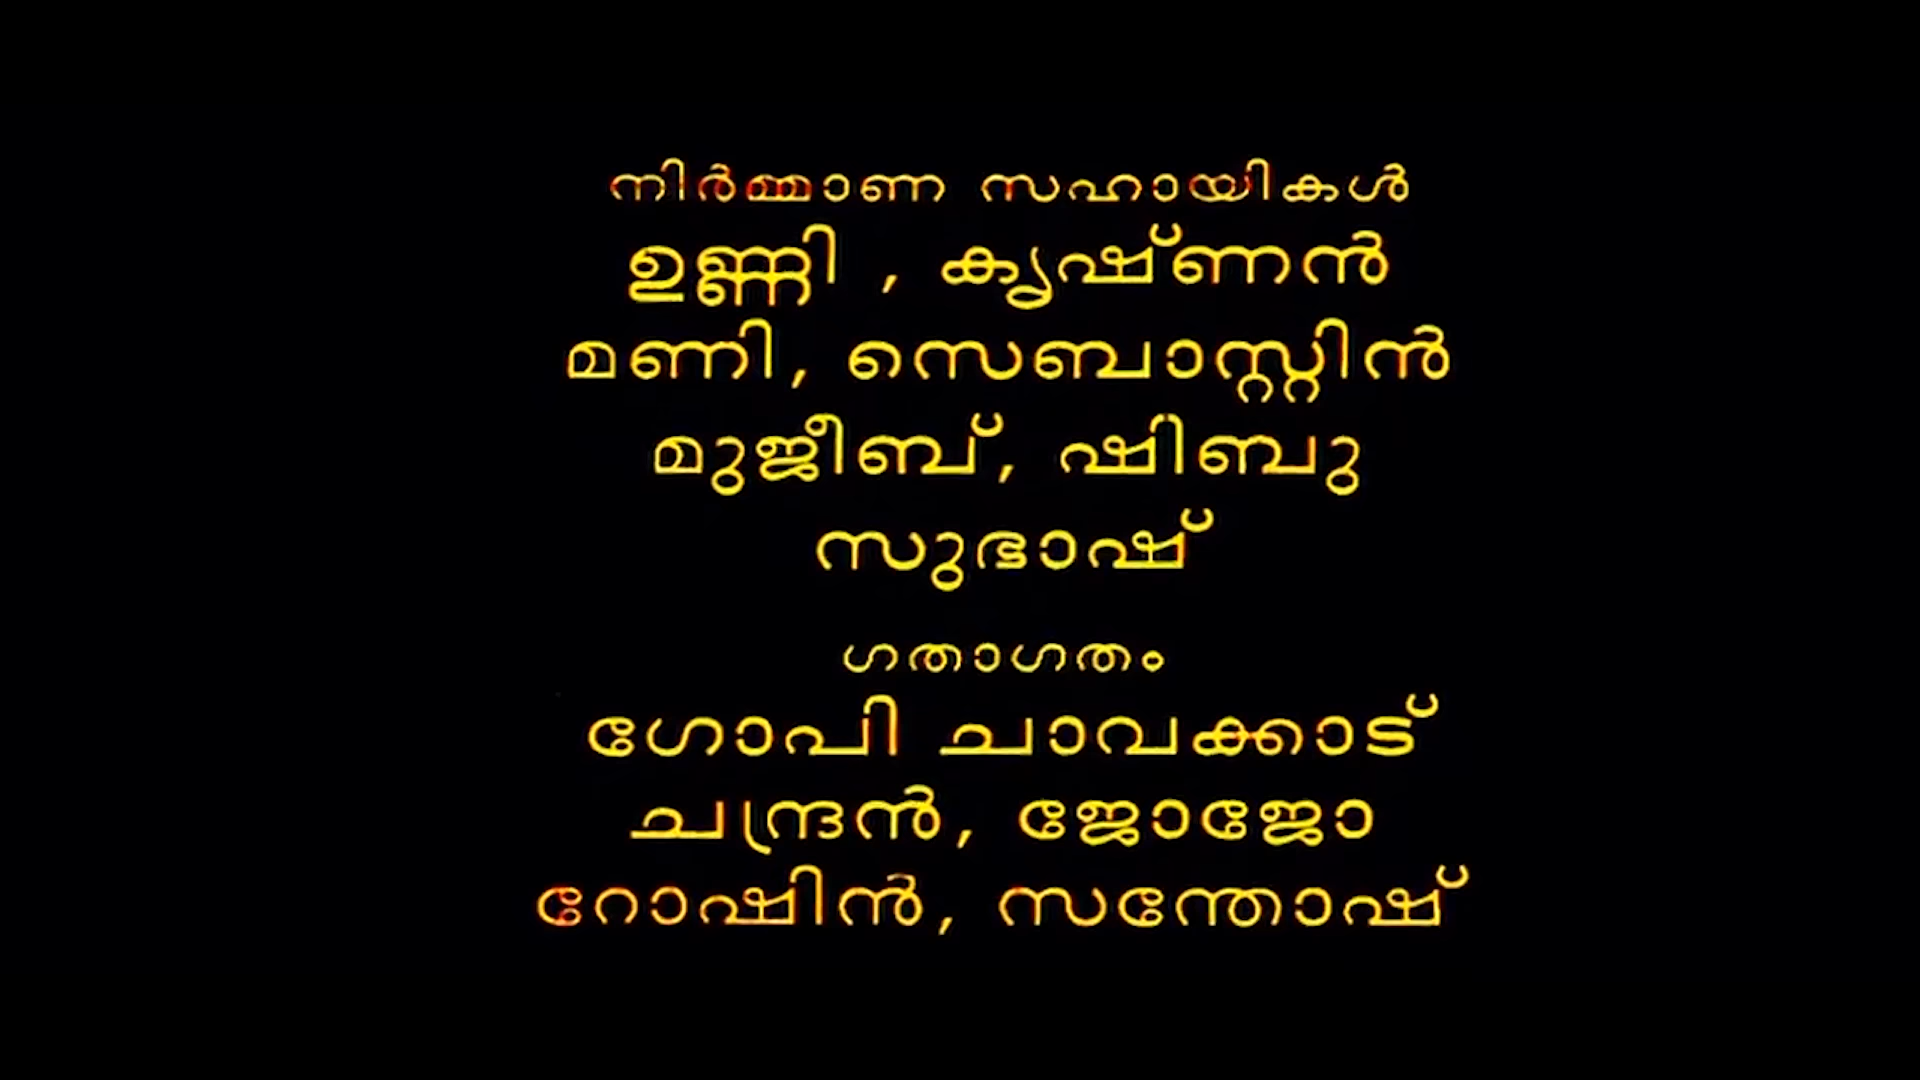 നിർമ്മാണ സഹായികൾ
ഉണ്ണി , കൃഷ്ണൻ
മണി, സെബാസ്റ്റിൻ
മുജീബ്, ഷിബു
സുഭാഷ്
ഗതാഗതം
ഗോപി ചാവക്കാട്
ചന്ദ്രൻ, ജോജോ
റോഷിൻ, സന്തോഷ്